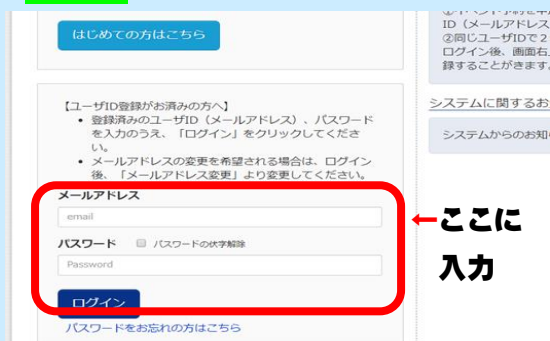 はじめての方はこちら
【ユーザID登録がお済みの方へ】
• 登録済みのユーザID（メールアドレス）、パスワード
を入力のうえ、「ログイン」をクリックしてくださ
い。
• メールアドレスの変更を希望される場合は、ログイン
後、「メールアドレス変更」より変更してください。
メールアドレス
email
パスワード パスワードの伏字解除
Password
ログイン
パスワードをお忘れの方はこちら
←ここに
入力
ID（メールアドレス
②同じユーザIDで２
ログイン後、画面右
録することができます
システムに関するお
システムからのお知